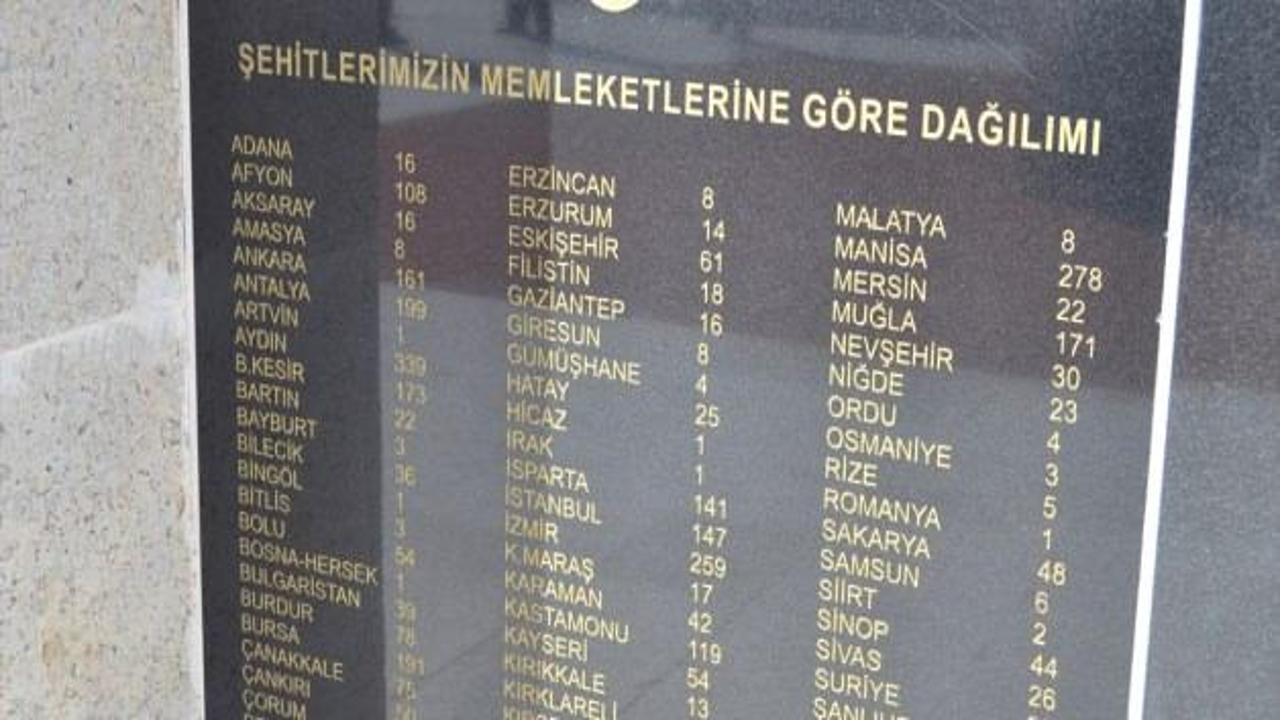 ŞEHİTLERİMİZİN MEMLEKETLERİNE GÖRE DAĞILIMI
ADANA 16
AFYON 108
AKSARAY 16
AMASYA 8
ANKARA 161
ANTALYA 199
ARTVİN 1
AYDIN 339
B.KESİR 173
BARTIN 22
BAYBURT 3
BİLECİK 36
BİNGÖL 1
BİTLİS 3
BOLU 54
BOSNA-HERSEK 1
BULGARİSTAN 39
BURDUR 78
BURSA 191
ÇANAKKALE 75
ÇANKIRI
ÇORUM
ERZİNCAN 8
ERZURUM 14
ESKİŞEHİR 61
FİLİSTİN 18
GAZİANTEP 16
GİRESUN 8
GÜMÜŞHANE 4
HATAY 25
HİCAZ 1
IRAK 1
ISPARTA 141
İSTANBUL 147
İZMİR 259
K.MARAŞ 17
KARAMAN 42
KASTAMONU 119
KAYSERİ 54
KIRIKKALE 13
KIRKLARELİ
MALATYA 8
MANİSA 278
MERSİN 22
MUĞLA 171
NEVŞEHİR 30
NİĞDE 23
ORDU 4
OSMANİYE 3
RİZE 5
ROMANYA 1
SAKARYA 48
SAMSUN 6
SİİRT 2
SİNOP 44
SİVAS 26
SURİYE